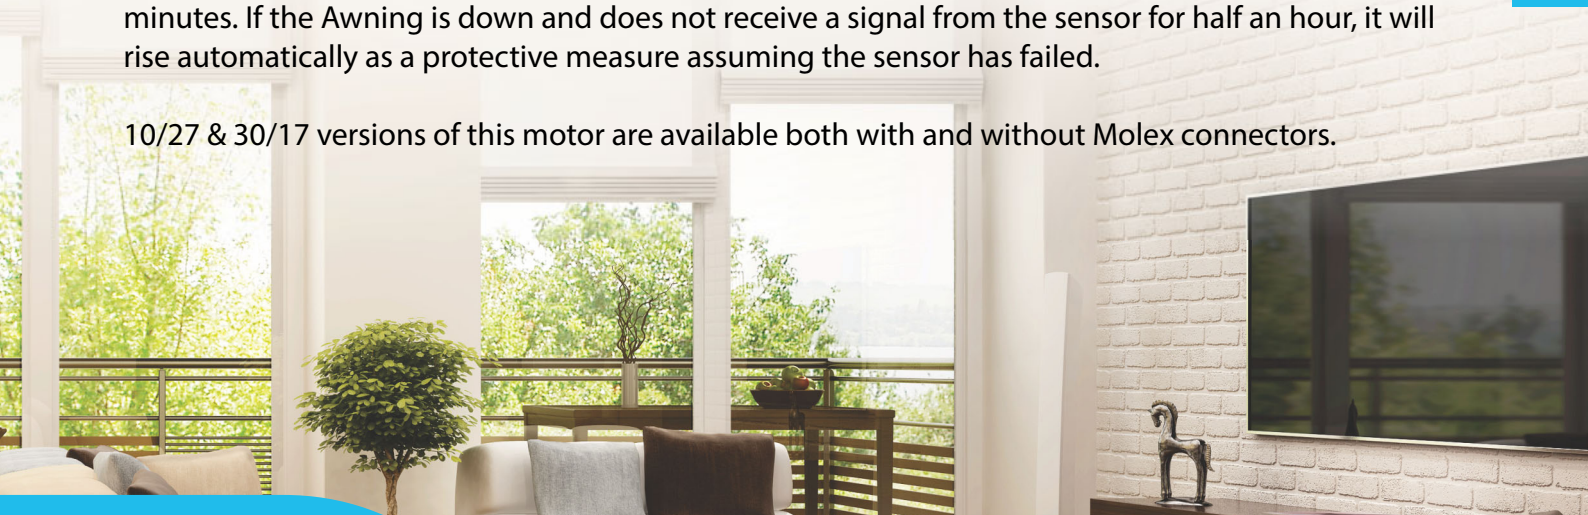 minutes. If the Awning is down and does not receive a signal from the sensor for half an hour, it will
rise automatically as a protective measure assuming the sensor has failed.
10/27 & 30/17 versions of this motor are available both with and without Molex connectors.